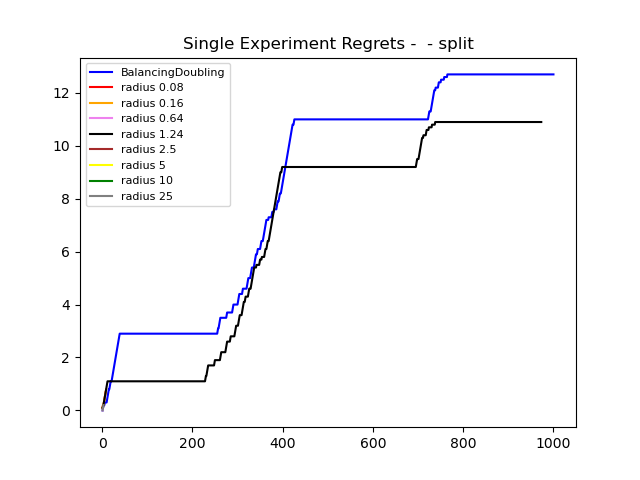 Single Experiment Regrets -  - split
BalancingDoubling
radius 0.08
radius 0.16
radius 0.64
radius 1.24
radius 2.5
radius 5
radius 10
radius 25
12
10
8
6
4
2
0
0 200 400 600 800 1000